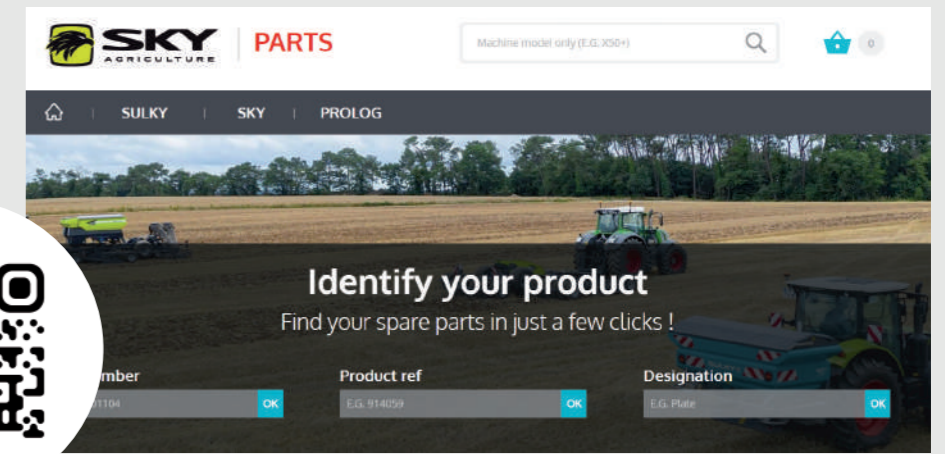 SKY
AGRICULTURE
PARTS
Machine model only (E.G. X50+)
0
SULKY
SKY
PROLOG
Identify your product
Find your spare parts in just a few clicks !
mber
Product ref
Designation
1104
OK
E.G. 914059
OK
E.G. Plate
OK